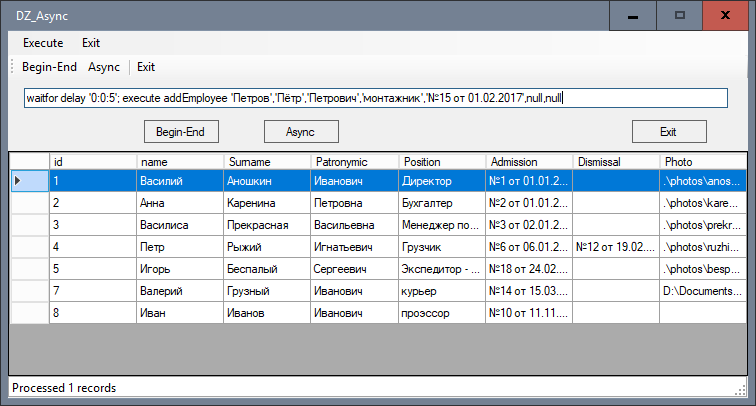 DZ_Async
Execute Exit
Begin-End Async Exit
waitfor delay '0:0:5'; execute addEmployee 'Петров','Пётр','Петрович','монтажник','№15 от 01.02.2017',null,null
Begin-End Async Exit
id name Surname Patronymic Position Admission Dismissal Photo
1 Василий Аношкин Иванович Директор №1 от 01.01.2... .\photos\anos...
2 Анна Каренина Петровна Бухгалтер №2 от 01.01.2... .\photos\kare...
3 Василиса Прекрасная Васильевна Менеджер по... №3 от 02.01.2... .\photos\prekr...
4 Петр Рыжий Игнатьевич Грузчик №6 от 06.01.2... №12 от 19.02.... .\photos\ruzhi...
5 Игорь Беспалый Сергеевич Экспедитор - ... №18 от 24.02.... .\photos\besp...
7 Валерий Грузный Иванович курьер №14 от 15.03.... D:\Documents...
8 Иван Иванов Иванович проэссор №10 от 11.11....
Processed 1 records